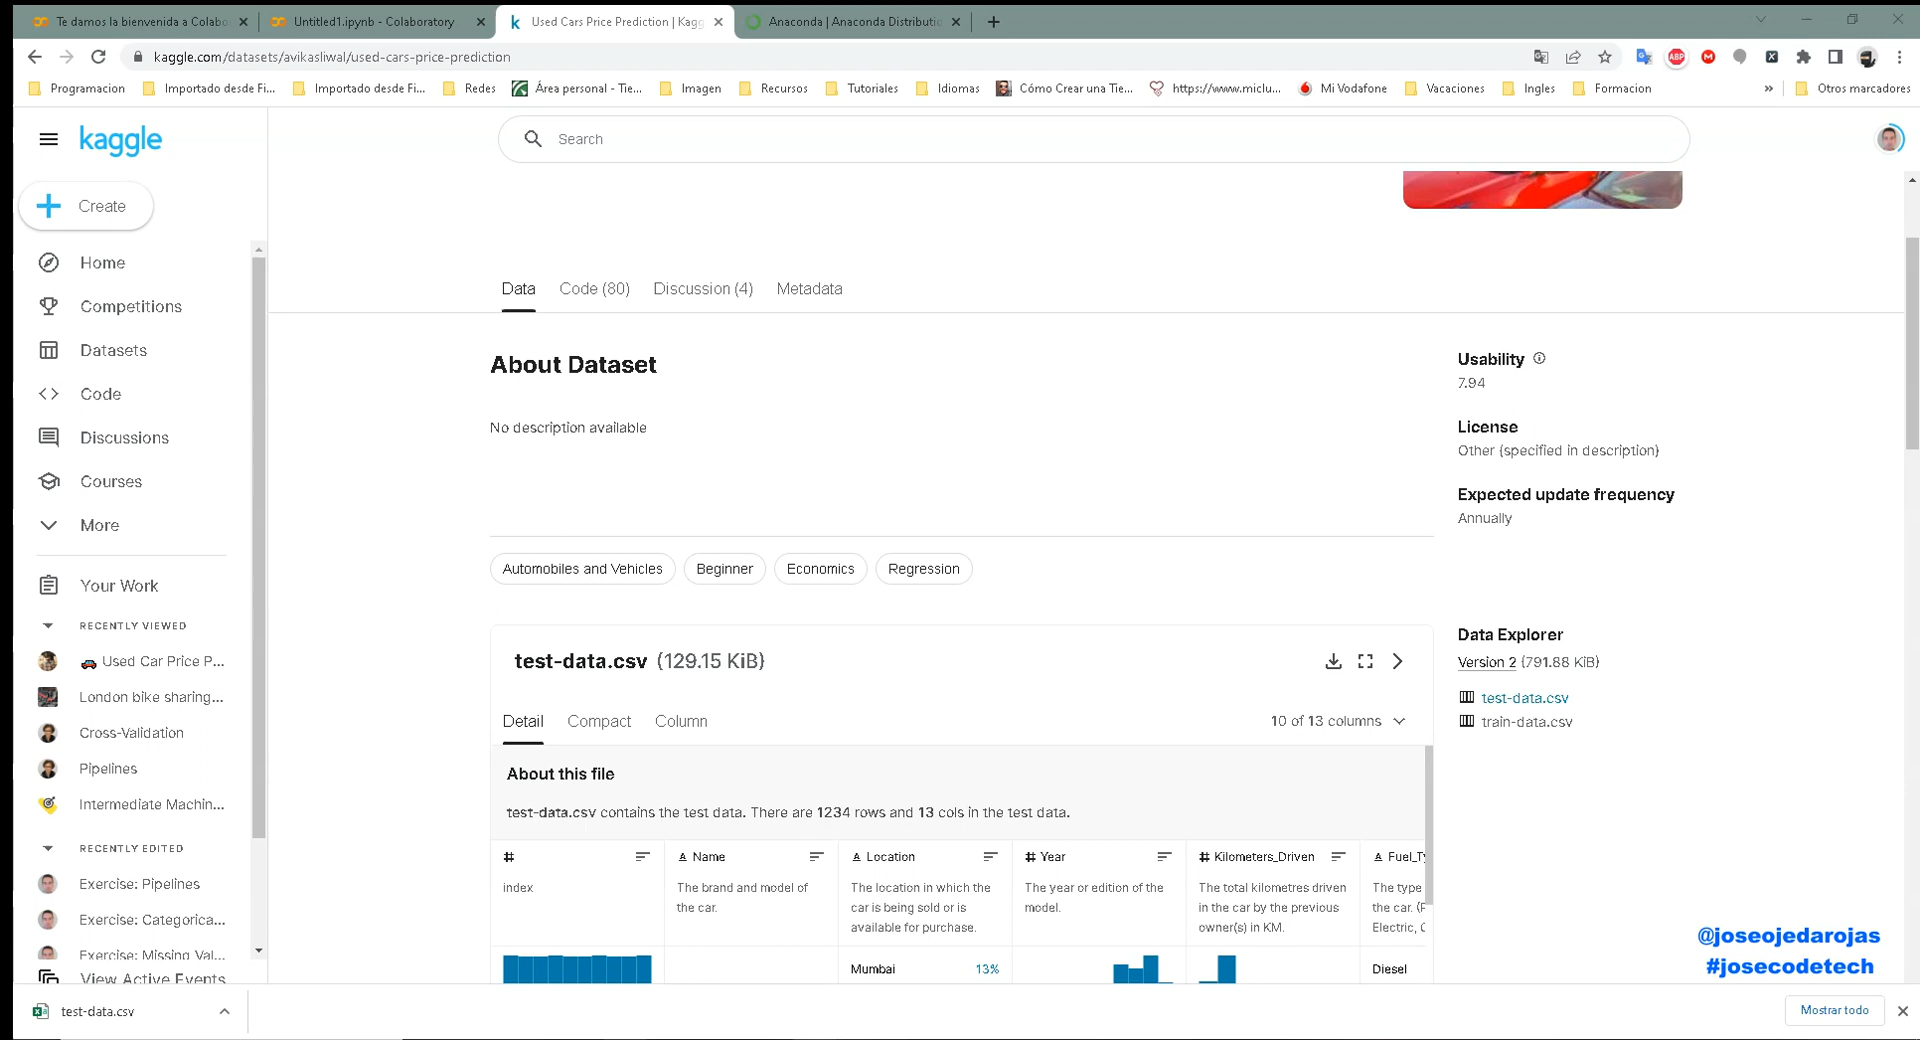 Te damos la bienvenida a Colabo
Untitled1.ipynb - Colaboratory
Used Cars Price Prediction | Kagg
Anaconda | Anaconda Distributi
kaggle.com/datasets/avikasliwal/used-cars-price-prediction
Programacion
Importado desde Fi...
Importado desde Fi...
Redes
Área personal - Tie...
Imagen
Recursos
Tutoriales
Idiomas
Cómo Crear una Tie...
https://www.miclu...
Mi Vodafone
Vacaciones
Ingles
Formacion
»
Otros marcadores
kaggle
Search
Create
Home
Competitions
Datasets
Code
Discussions
Courses
More
Your Work
RECENTLY VIEWED
Used Car Price P...
London bike sharing...
Cross-Validation
Pipelines
Intermediate Machin...
RECENTLY EDITED
Exercise: Pipelines
Exercise: Categorica...
Exercise: Missing Val...
View Active Events
Data
Code (80)
Discussion (4)
Metadata
About Dataset
No description available
Usability
7.94
License
Other (specified in description)
Expected update frequency
Annually
Automobiles and Vehicles
Beginner
Economics
Regression
test-data.csv (129.15 KiB)
Detail
Compact
Column
10 of 13 columns
About this file
test-data.csv contains the test data. There are 1234 rows and 13 cols in the test data.
#
A Name
A Location
# Year
# Kilometers_Driven
A Fuel_Ty
index
The brand and model of
the car.
The location in which the
car is being sold or is
available for purchase.
The year or edition of the
model.
The total kilometres driven
in the car by the previous
owner(s) in KM.
The type
the car. (P
Electric, C
Mumbai 13%
Diesel
Data Explorer
Version 2 (791.88 KiB)
test-data.csv
train-data.csv
@joseojedarojas
#josecodetech
test-data.csv
Mostrar todo
ABP